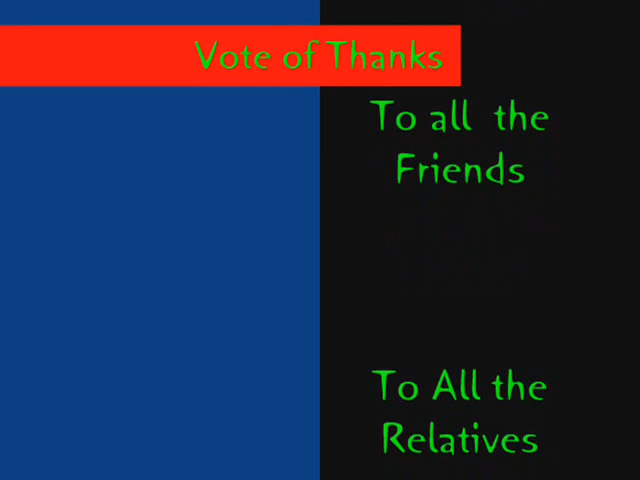 Vote of Thanks
To all the
Friends
To All the
Relatives